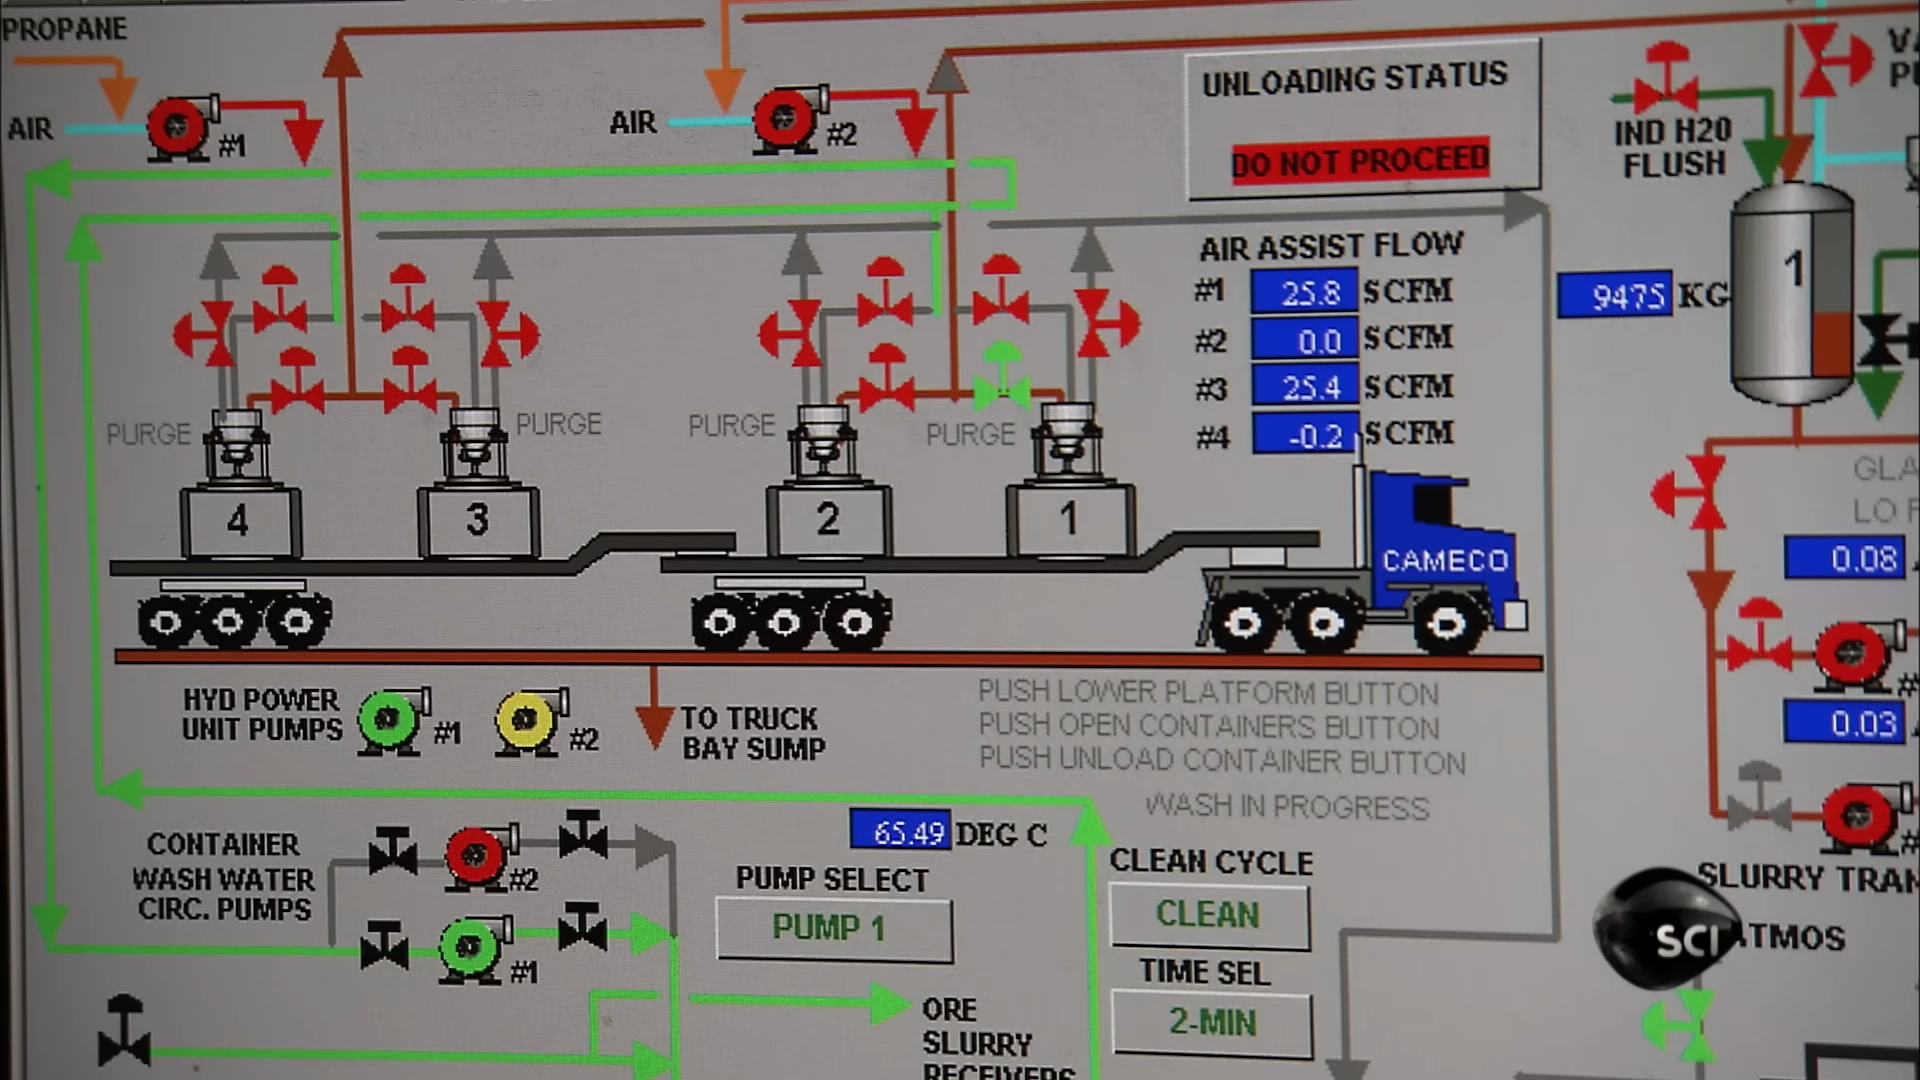 PROPANE
AIR
#1
AIR
#2
UNLOADING STATUS
DO NOT PROCEED
IND H20
FLUSH
AIR ASSIST FLOW
#1 25.8 SCFM
#2 0.0 SCFM
#3 25.4 SCFM
#4 -0.2 SCFM
9475 KG
1
PURGE
PURGE
PURGE
PURGE
4
3
2
1
CAMECO
0.08
0.03
HYD POWER
UNIT PUMPS
#1
#2
TO TRUCK
BAY SUMP
PUSH LOWER PLATFORM BUTTON
PUSH OPEN CONTAINERS BUTTON
PUSH UNLOAD CONTAINER BUTTON
WASH IN PROGRESS
65.49 DEG C
CONTAINER
WASH WATER
CIRC. PUMPS
#2
#1
PUMP SELECT
PUMP 1
CLEAN CYCLE
CLEAN
TIME SEL
2-MIN
ORE
SLURRY
RECEIVERS
SLURRY
SCI